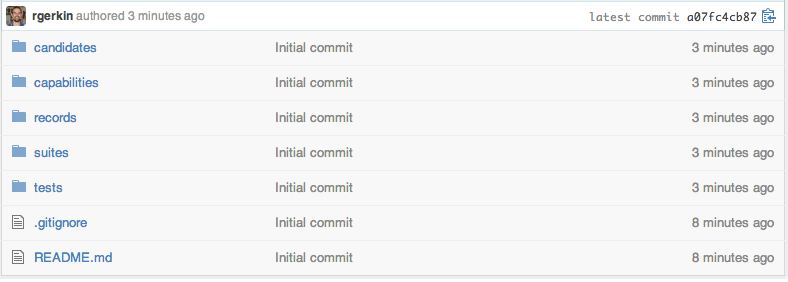 rgerkin authored 3 minutes ago latest commit a07fc4cb87
candidates Initial commit 3 minutes ago
capabilities Initial commit 3 minutes ago
records Initial commit 3 minutes ago
suites Initial commit 3 minutes ago
tests Initial commit 3 minutes ago
.gitignore Initial commit 8 minutes ago
README.md Initial commit 8 minutes ago